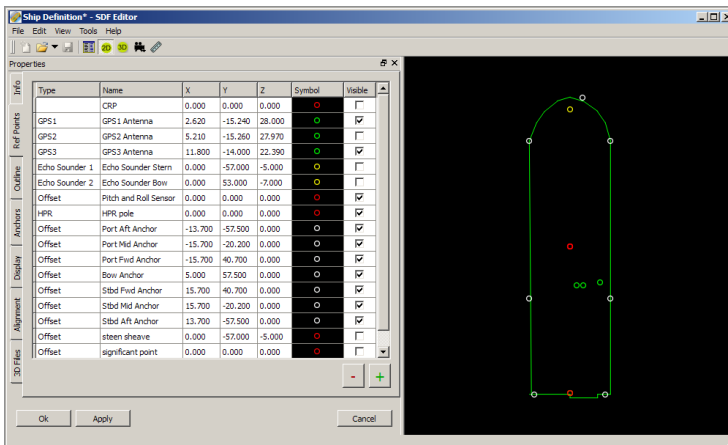 Ship Definition* - SDF Editor
File Edit View Tools Help
2D 3D
Properties
Info
Ref Points
Outline
Anchors
Display
Alignment
3D Files
Type Name X Y Z Symbol Visible
CRP 0.000 0.000 0.000
GPS1 GPS1 Antenna 2.620 -15.240 28.000
GPS2 GPS2 Antenna 5.210 -15.260 27.970
GPS3 GPS3 Antenna 11.800 -14.000 22.390
Echo Sounder 1 Echo Sounder Stern 0.000 -57.000 -5.000
Echo Sounder 2 Echo Sounder Bow 0.000 53.000 -7.000
Offset Pitch and Roll Sensor 0.000 0.000 0.000
HPR HPR pole 0.000 0.000 0.000
Offset Port Aft Anchor -13.700 -57.500 0.000
Offset Port Mid Anchor -15.700 -20.200 0.000
Offset Port Fwd Anchor -15.700 40.700 0.000
Offset Bow Anchor 5.000 57.500 0.000
Offset Stbd Fwd Anchor 15.700 40.700 0.000
Offset Stbd Mid Anchor 15.700 -20.200 0.000
Offset Stbd Aft Anchor 13.700 -57.500 0.000
Offset steen sheave 0.000 -57.000 -5.000
Offset significant point 0.000 0.000 0.000
- +
Ok Apply Cancel